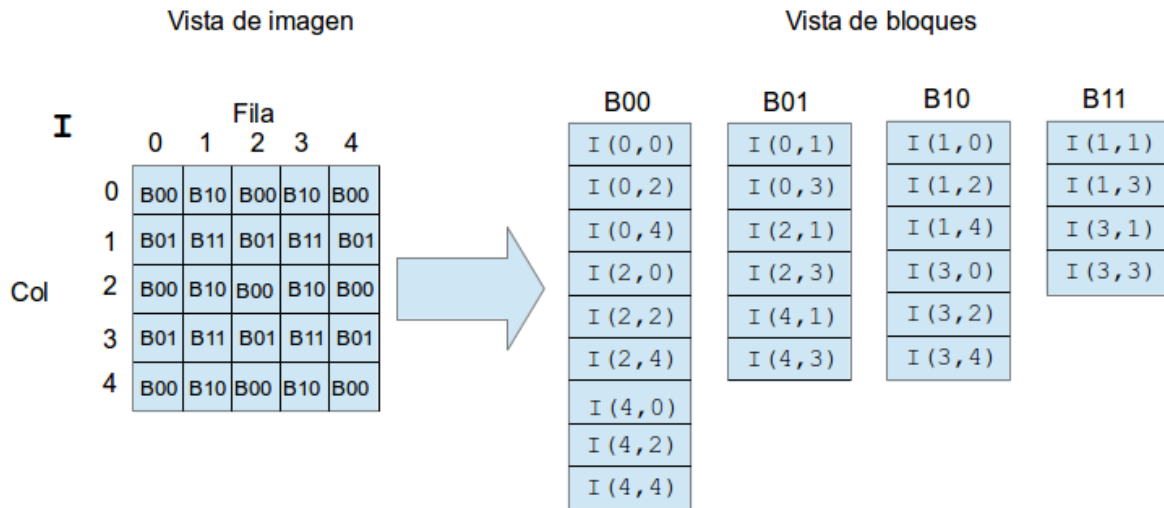 Vista de imagen
I
Fila
0 1 2 3 4
0 B00 B10 B00 B10 B00
1 B01 B11 B01 B11 B01
Col
2 B00 B10 B00 B10 B00
3 B01 B11 B01 B11 B01
4 B00 B10 B00 B10 B00
Vista de bloques
B00
I(0,0)
I(0,2)
I(0,4)
I(2,0)
I(2,2)
I(2,4)
I(4,0)
I(4,2)
I(4,4)
B01
I(0,1)
I(0,3)
I(2,1)
I(2,3)
I(4,1)
I(4,3)
B10
I(1,0)
I(1,2)
I(1,4)
I(3,0)
I(3,2)
I(3,4)
B11
I(1,1)
I(1,3)
I(3,1)
I(3,3)